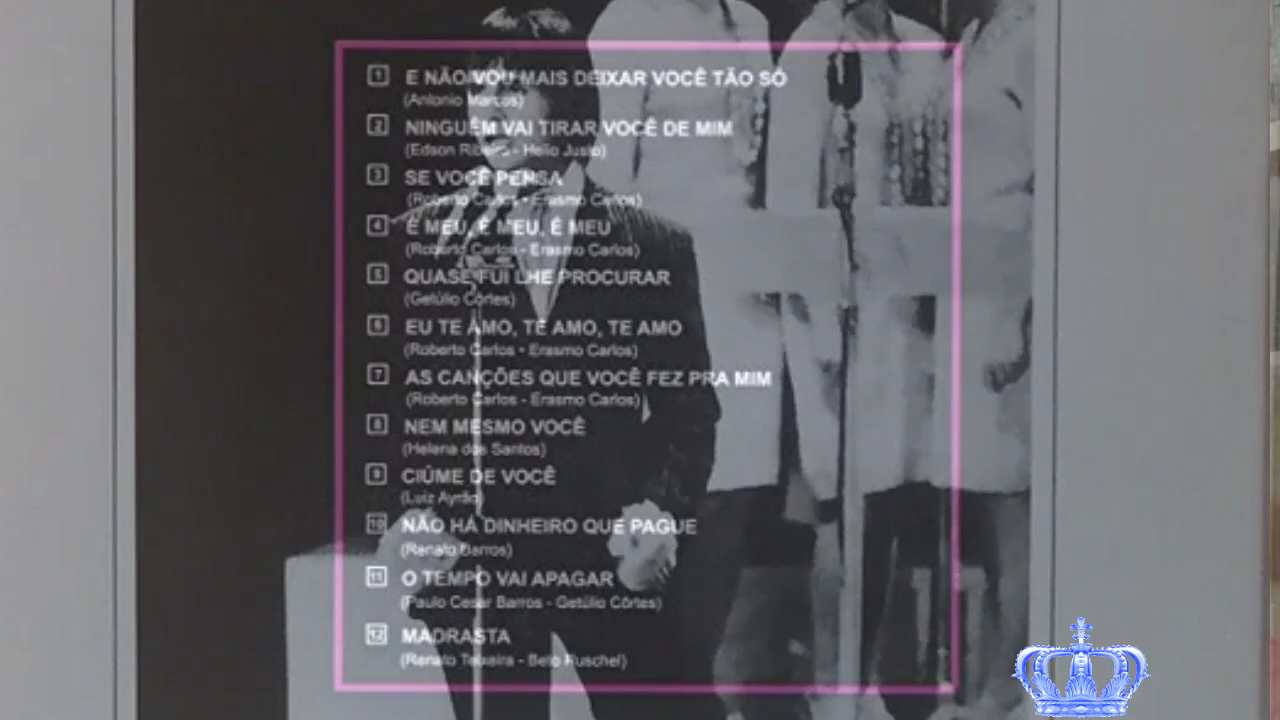 1 E NÃO VOU MAIS DEIXAR VOCÊ TÃO SÓ
(Antonio Marcos)
2 NINGUÉM VAI TIRAR VOCÊ DE MIM
(Edson Ribeiro - Helio Justo)
3 SE VOCÊ PENSA
(Roberto Carlos • Erasmo Carlos)
4 É MEU, É MEU, É MEU
(Roberto Carlos - Erasmo Carlos)
5 QUASE FUI LHE PROCURAR
(Getúlio Côrtes)
6 EU TE AMO, TE AMO, TE AMO
(Roberto Carlos • Erasmo Carlos)
7 AS CANÇÕES QUE VOCÊ FEZ PRA MIM
(Roberto Carlos - Erasmo Carlos)
8 NEM MESMO VOCÊ
(Helena dos Santos)
9 CIÚME DE VOCÊ
(Luiz Ayrão)
10 NÃO HÁ DINHEIRO QUE PAGUE
(Renato Barros)
11 O TEMPO VAI APAGAR
(Paulo Cesar Barros - Getúlio Côrtes)
12 MADRASTA
(Renato Teixeira - Beto Ruschel)